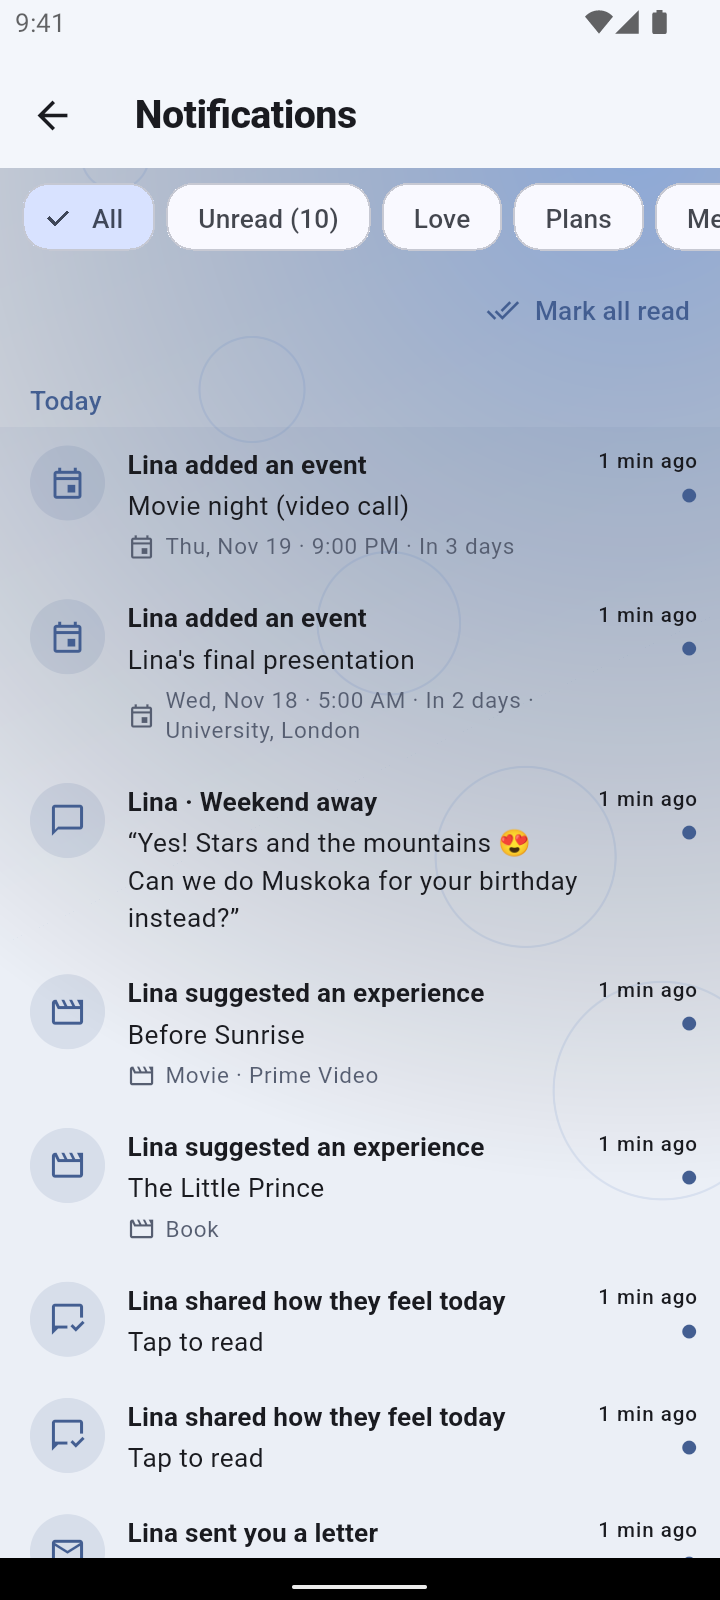 9:41
Notifications
All
Unread (10)
Love
Plans
Me
Mark all read
Today
Lina added an event
1 min ago
Movie night (video call)
Thu, Nov 19 · 9:00 PM · In 3 days
Lina added an event
1 min ago
Lina's final presentation
Wed, Nov 18 · 5:00 AM · In 2 days ·
University, London
Lina · Weekend away
1 min ago
“Yes! Stars and the mountains 😍
Can we do Muskoka for your birthday
instead?”
Lina suggested an experience
1 min ago
Before Sunrise
Movie · Prime Video
Lina suggested an experience
1 min ago
The Little Prince
Book
Lina shared how they feel today
1 min ago
Tap to read
Lina shared how they feel today
1 min ago
Tap to read
Lina sent you a letter
1 min ago